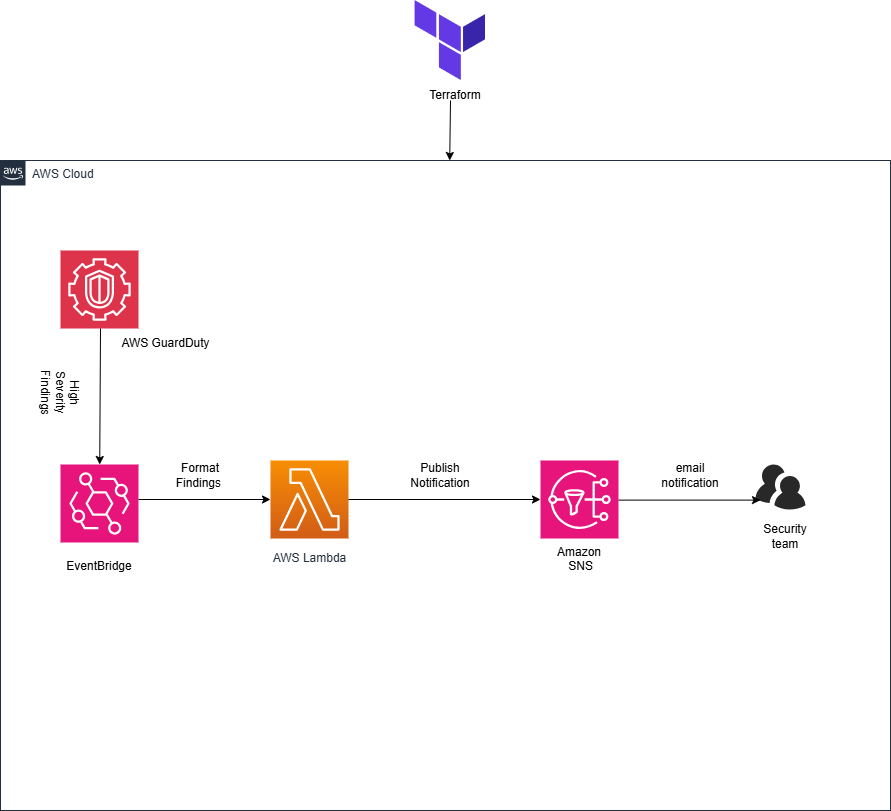 Terraform
aws
AWS Cloud
AWS GuardDuty
High
Severity
Findings
Format
Findings
Publish
Notification
email
notification
EventBridge
AWS Lambda
Amazon
SNS
Security
team